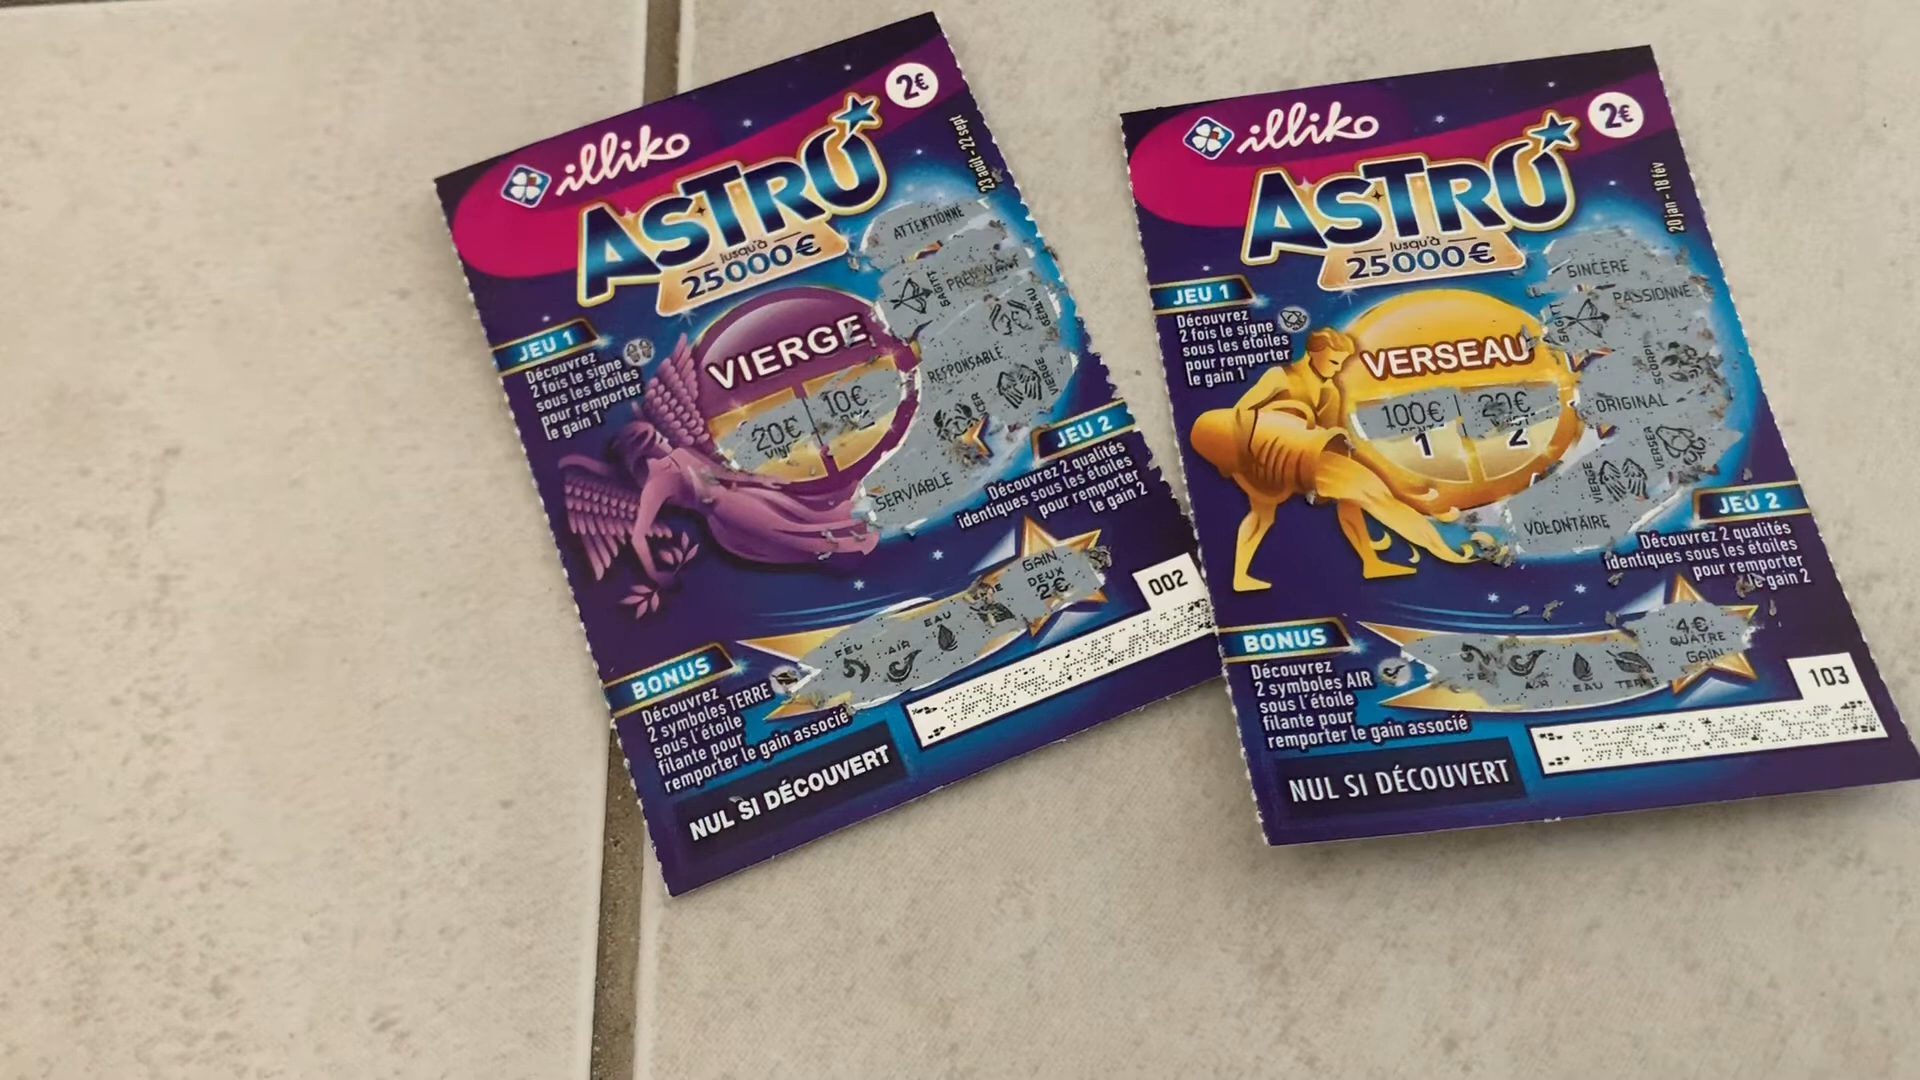 illiko
2€
ASTRO
jusqu'à
25000€
23 août - 22 sept
JEU 1
Découvrez
2 fois le signe
sous les étoiles
pour remporter
le gain 1
VIERGE
20€
10€
ATTENTIONNÉ
SAGITT
GÉMEAU
RESPONSABLE
VIERGE
SERVIABLE
JEU 2
Découvrez 2 qualités
identiques sous les étoiles
pour remporter
le gain 2
BONUS
Découvrez
2 symboles TERRE
sous l'étoile
filante pour
remporter le gain associé
FEU
AIR
EAU
GAIN
DEUX
2€
002
NUL SI DÉCOUVERT
illiko
2€
ASTRO
jusqu'à
25000€
20 jan - 18 fév
JEU 1
Découvrez
2 fois le signe
sous les étoiles
pour remporter
le gain 1
VERSEAU
100€
20€
1
2
SINCÈRE
PASSIONNÉ
SAGITT
SCORPI
ORIGINAL
VERSEA
VIERGE
VOLONTAIRE
JEU 2
Découvrez 2 qualités
identiques sous les étoiles
pour remporter
le gain 2
BONUS
Découvrez
2 symboles AIR
sous l'étoile
filante pour
remporter le gain associé
AIR
EAU
TERRE
4€
QUATRE
GAIN
103
NUL SI DÉCOUVERT